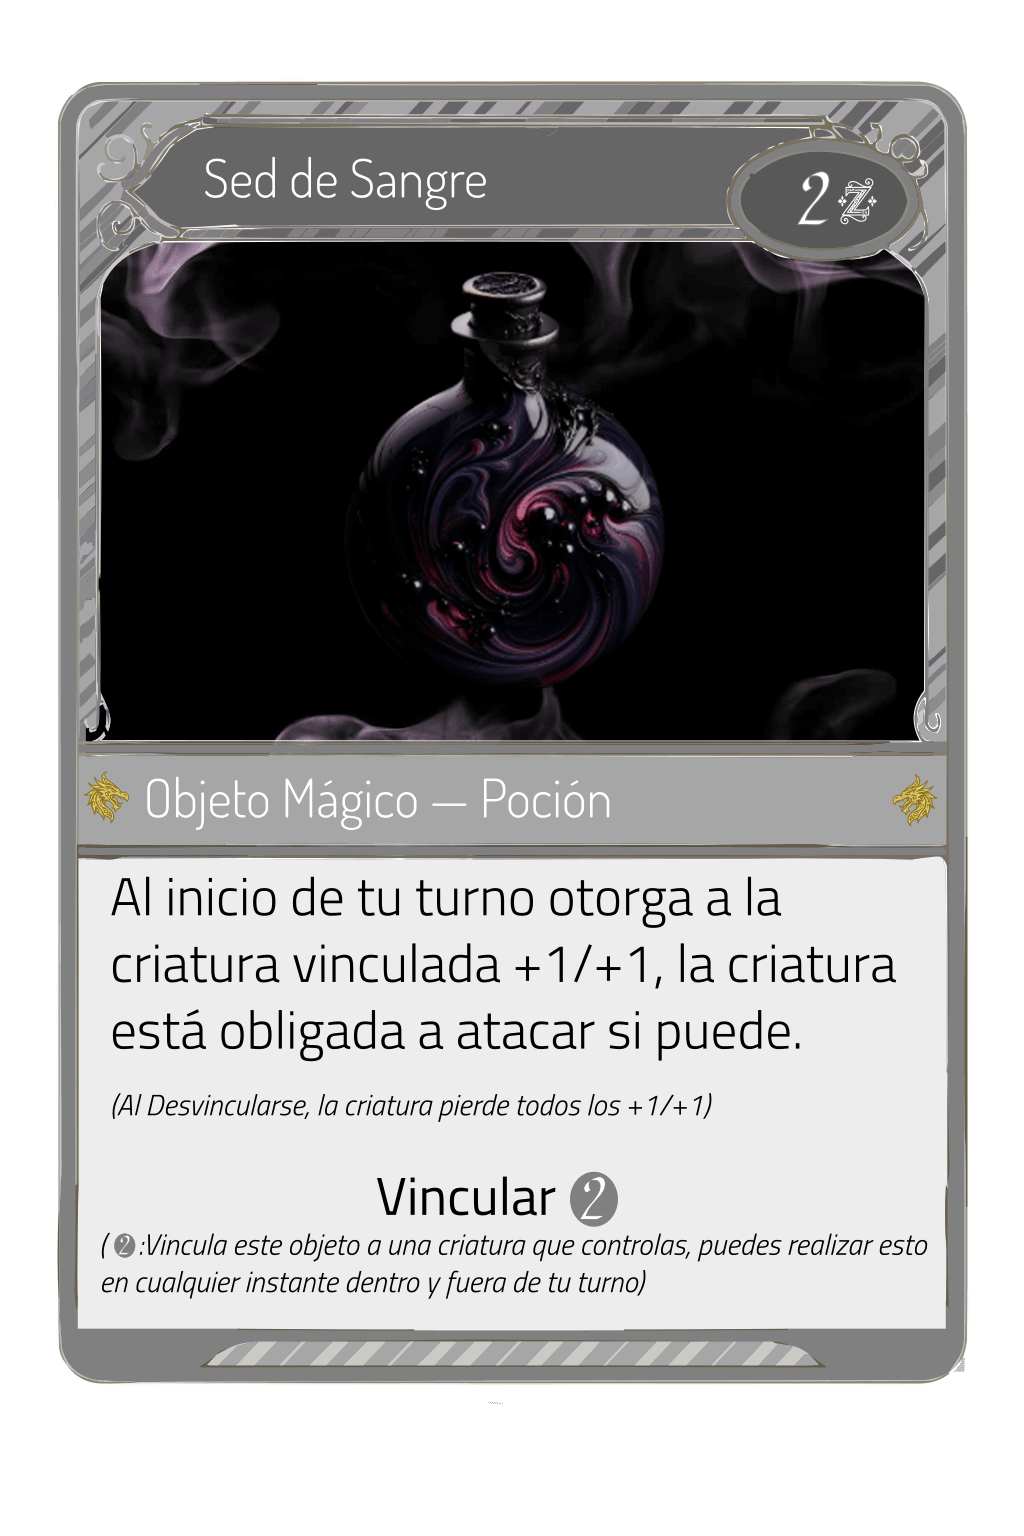 Sed de Sangre
2 Z
Objeto Mágico — Poción
Al inicio de tu turno otorga a la
criatura vinculada +1/+1, la criatura
está obligada a atacar si puede.
(Al Desvincularse, la criatura pierde todos los +1/+1)
Vincular 2
( 2 :Vincula este objeto a una criatura que controlas, puedes realizar esto
en cualquier instante dentro y fuera de tu turno)